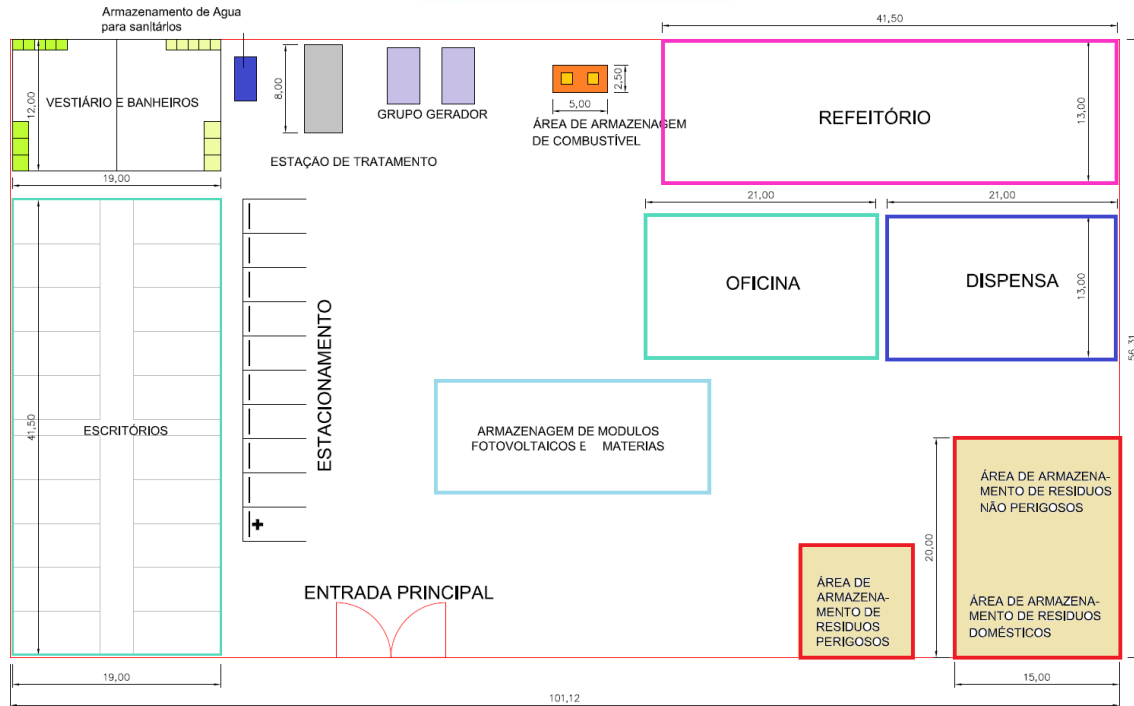 Armazenamento de Agua
para sanitários
41,50
12,00
VESTIÁRIO E BANHEIROS
8,00
GRUPO GERADOR
2,50
5,00
ÁREA DE ARMAZENAGEM
DE COMBUSTÍVEL
REFEITÓRIO
13,00
ESTAÇÃO DE TRATAMENTO
19,00
21,00
21,00
OFICINA
DISPENSA
13,00
56,31
ESTACIONAMENTO
41,50
ESCRITÓRIOS
ARMAZENAGEM DE MODULOS
FOTOVOLTAICOS E MATERIAS
ÁREA DE ARMAZENA-
MENTO DE RESIDUOS
NÃO PERIGOSOS
20,00
ENTRADA PRINCIPAL
ÁREA DE
ARMAZENA-
MENTO DE
RESÍDUOS
PERIGOSOS
ÁREA DE ARMAZENA-
MENTO DE RESIDUOS
DOMÉSTICOS
19,00
15,00
101,12